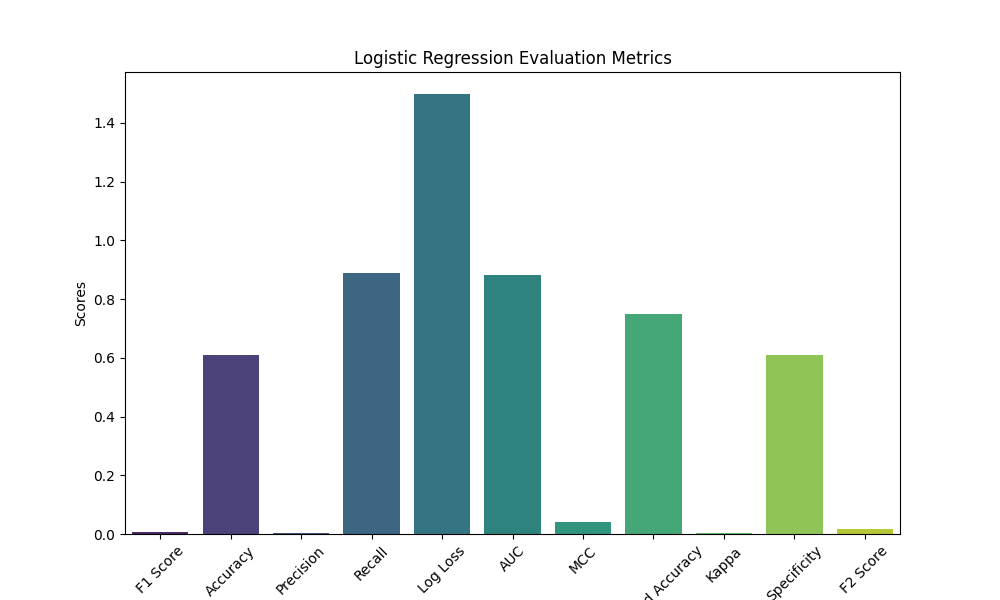 Logistic Regression Evaluation Metrics
Scores
1.4
1.2
1.0
0.8
0.6
0.4
0.2
0.0
F1 Score
Accuracy
Precision
Recall
Log Loss
AUC
MCC
d Accuracy
Kappa
Specificity
F2 Score